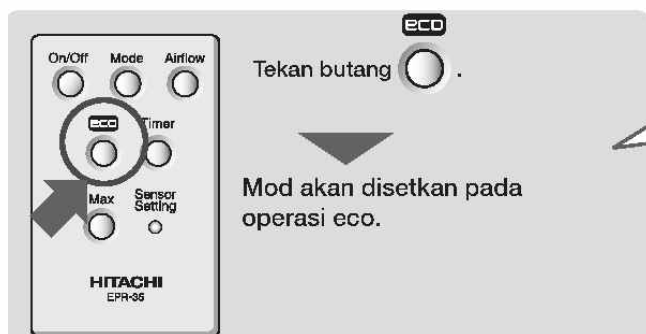 eco
Tekan butang .
On/Off Mode Airflow
eco Timer
Max Sensor Setting
HITACHI
EPR-35
Mod akan disetkan pada
operasi eco.